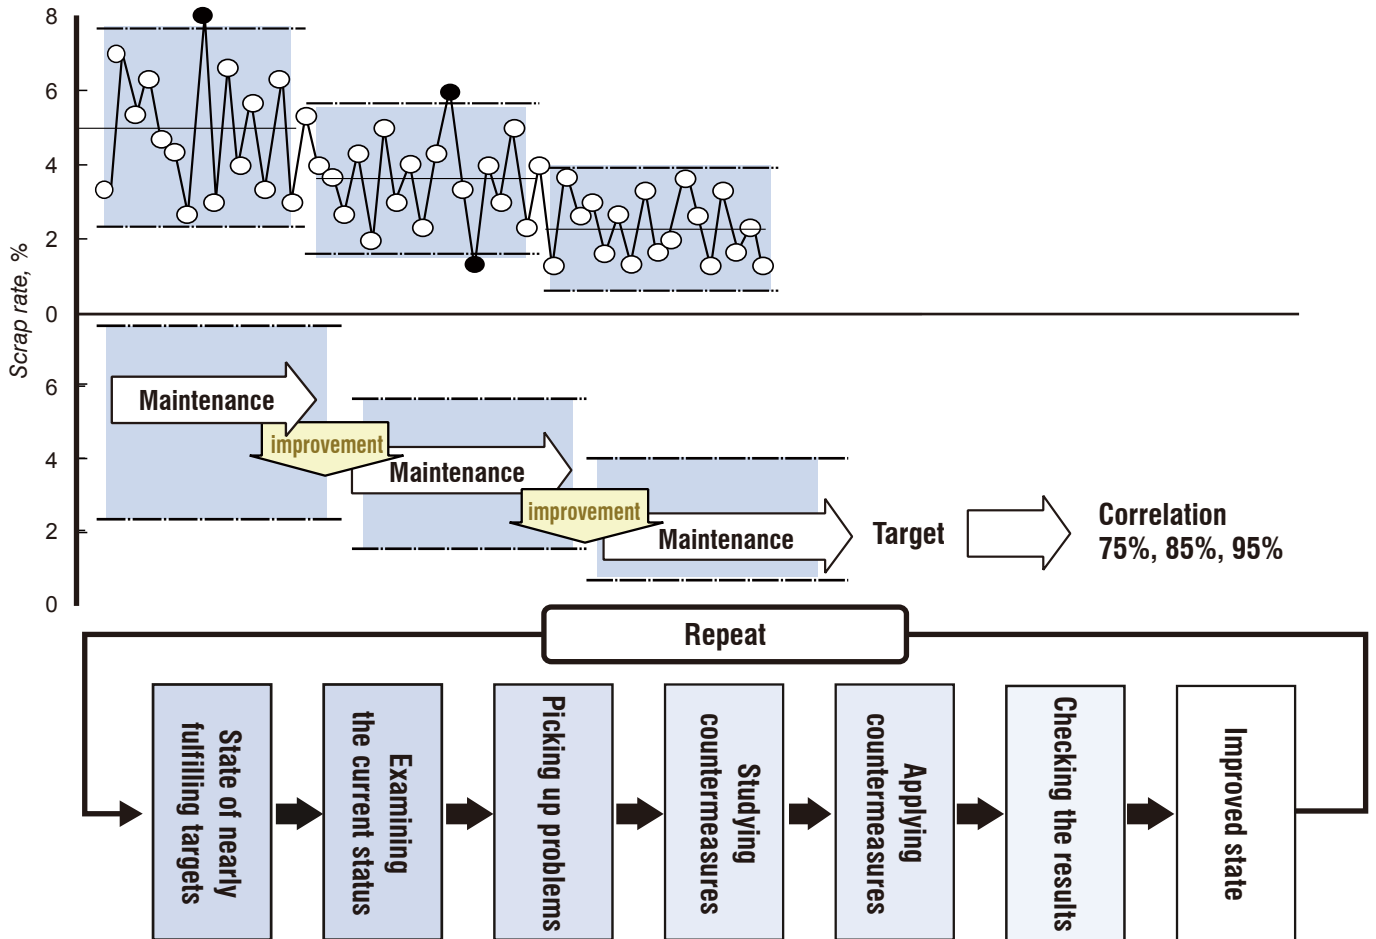 8
6
4
2
0
Scrap rate, %
6
4
2
0
Maintenance
improvement
Maintenance
improvement
Maintenance
Target
Correlation
75%, 85%, 95%
Repeat
State of nearly
fulfilling targets
Examining
the current status
Picking up problems
Studying
countermeasures
Applying
countermeasures
Checking the results
Improved state